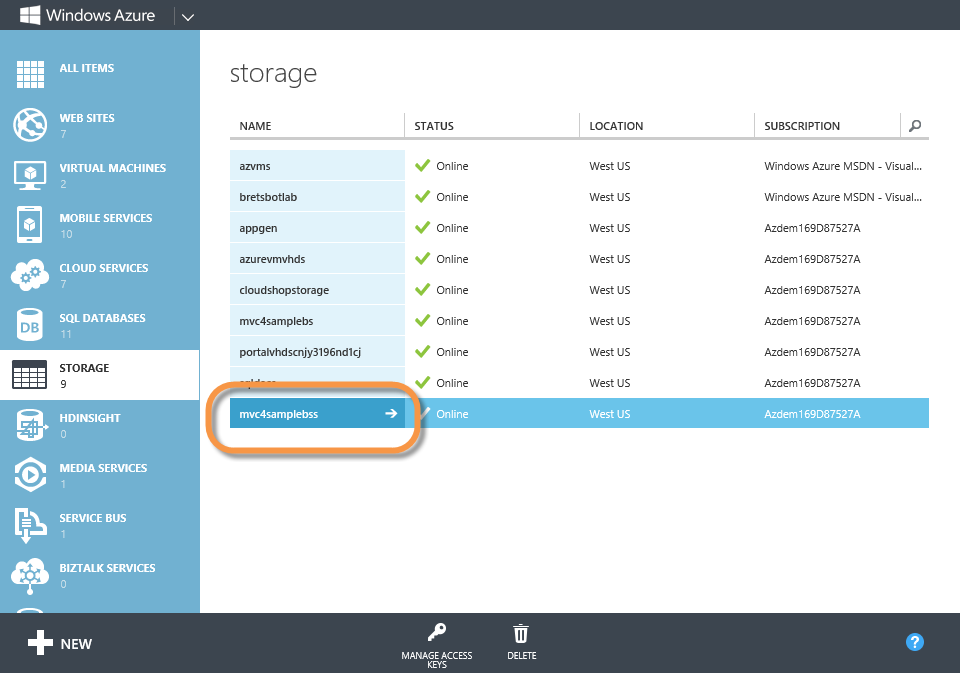 Windows Azure
ALL ITEMS
WEB SITES
7
VIRTUAL MACHINES
2
MOBILE SERVICES
10
CLOUD SERVICES
7
DB
SQL DATABASES
11
STORAGE
9
HDINSIGHT
0
MEDIA SERVICES
1
SERVICE BUS
1
BIZTALK SERVICES
0
storage
NAME STATUS LOCATION SUBSCRIPTION
azvms Online West US Windows Azure MSDN - Visual...
bretsbotlab Online West US Windows Azure MSDN - Visual...
appgen Online West US Azdem169D87527A
azurevmvhds Online West US Azdem169D87527A
cloudshopstorage Online West US Azdem169D87527A
mvc4samplebs Online West US Azdem169D87527A
portalvhdscnjy3196nd1cj Online West US Azdem169D87527A
Online West US Azdem169D87527A
mvc4samplebss Online West US Azdem169D87527A
NEW
MANAGE ACCESS
KEYS
DELETE
?